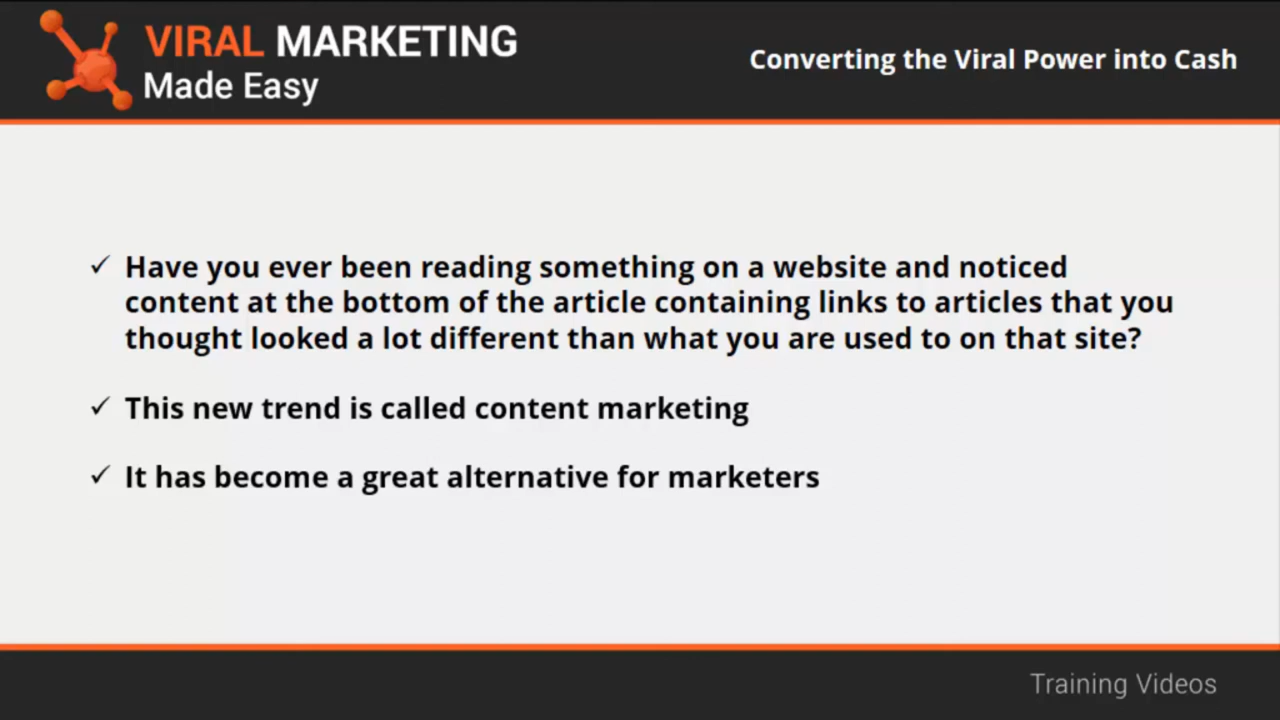 VIRAL MARKETING
Made Easy
Converting the Viral Power into Cash
✓ Have you ever been reading something on a website and noticed
content at the bottom of the article containing links to articles that you
thought looked a lot different than what you are used to on that site?
✓ This new trend is called content marketing
✓ It has become a great alternative for marketers
Training Videos